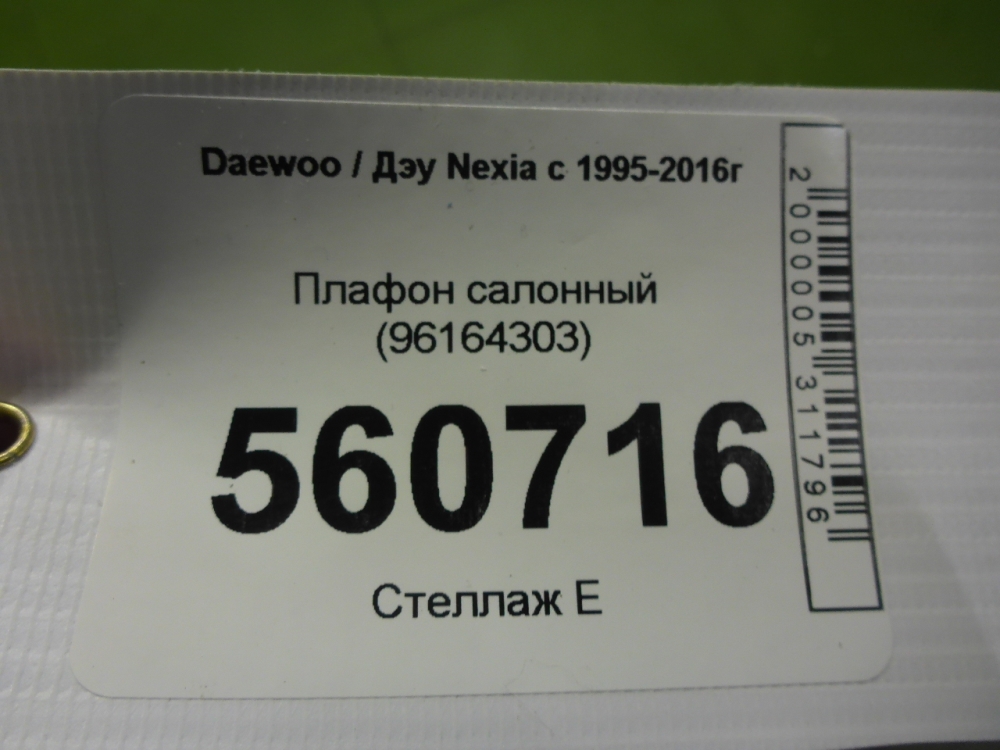 Daewoo / Дэу Nexia с 1995-2016г
Плафон салонный
(96164303)
560716
Стеллаж Е
2000005311796